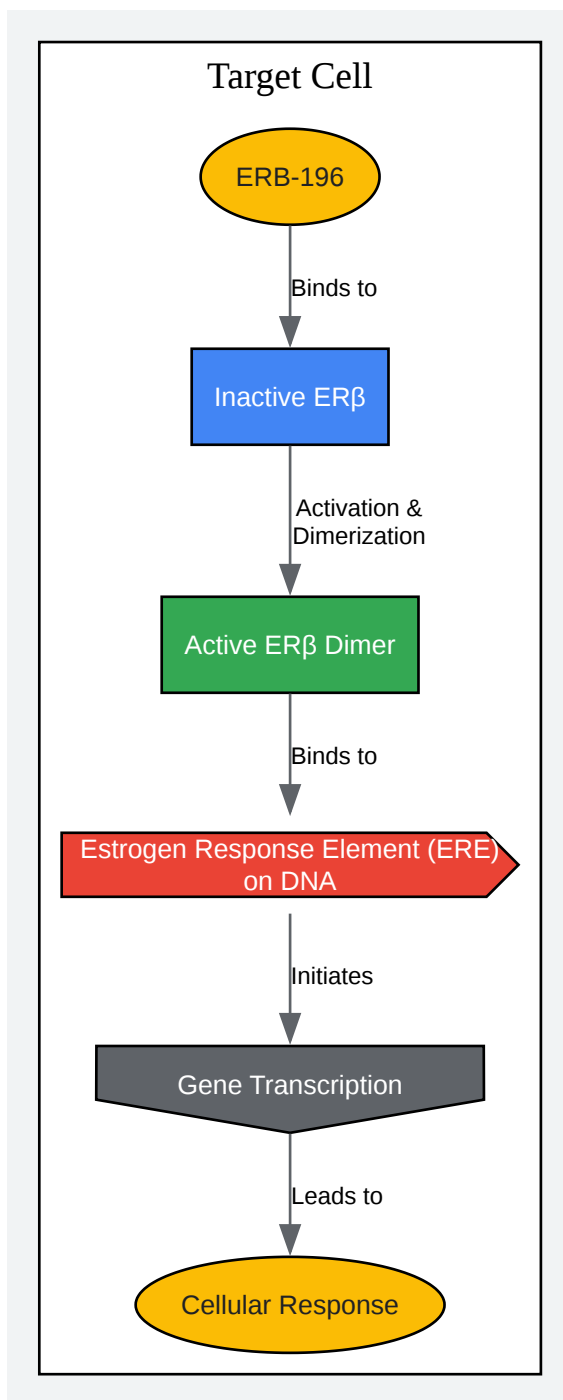 Target Cell
ERB-196
Binds to
Inactive ERβ
Activation &
Dimerization
Active ERβ Dimer
Binds to
Estrogen Response Element (ERE)
on DNA
Initiates
Gene Transcription
Leads to
Cellular Response